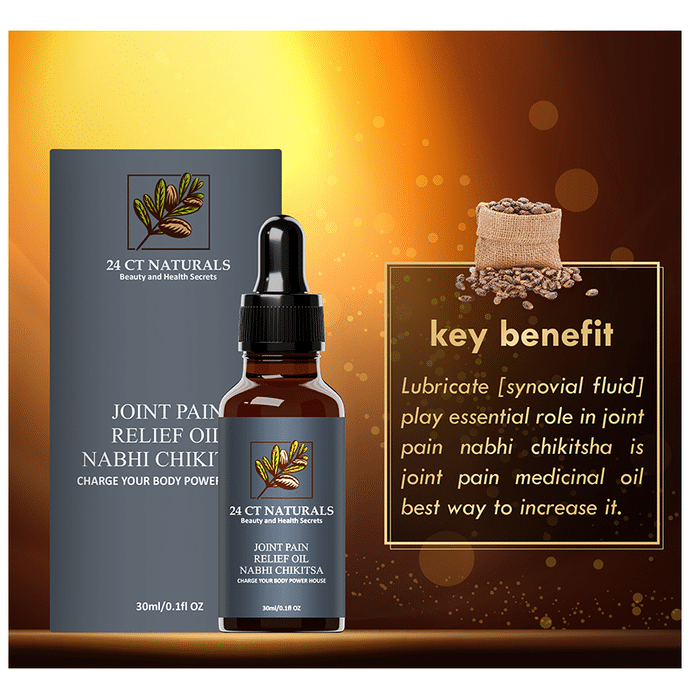 24 CT NATURALS
Beauty and Health Secrets
JOINT PAIN
RELIEF OIL
NABHI CHIKITS
CHARGE YOUR BODY POWER
30ml/0.1fl OZ
24 CT NATURALS
Beauty and Health Secrets
JOINT PAIN
RELIEF OIL
NABHI CHIKITSA
CHARGE YOUR BODY POWER HOUSE
30ml/0.1fl OZ
key benefit
Lubricate [synovial fluid]
play essential role in joint
pain nabhi chikitsha is
joint pain medicinal oil
best way to increase it.